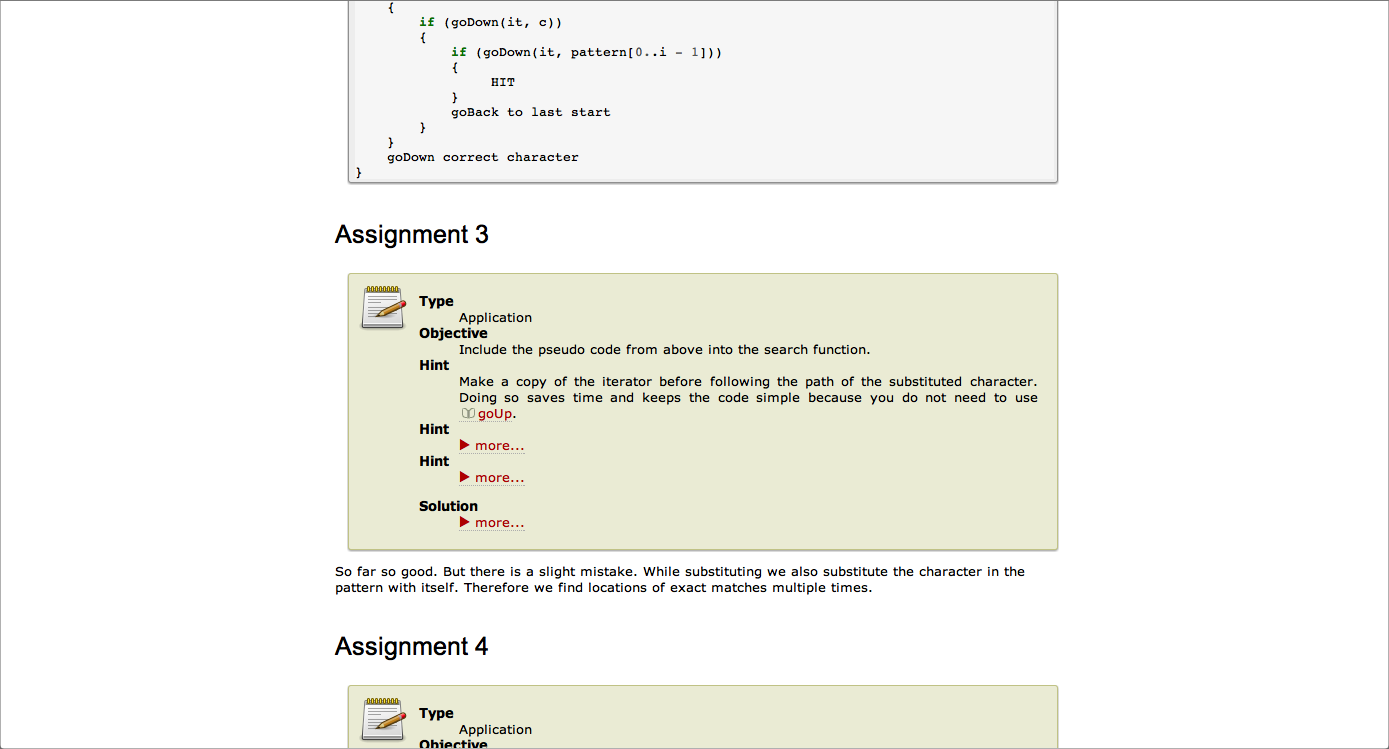 {
if (goDown(it, c))
{
if (goDown(it, pattern[0..i - 1]))
{
HIT
}
goBack to last start
}
}
goDown correct character
}
Assignment 3
Type
Application
Objective
Include the pseudo code from above into the search function.
Hint
Make a copy of the iterator before following the path of the substituted character.
Doing so saves time and keeps the code simple because you do not need to use
goUp.
Hint
more...
Hint
more...
Solution
more...
So far so good. But there is a slight mistake. While substituting we also substitute the character in the
pattern with itself. Therefore we find locations of exact matches multiple times.
Assignment 4
Type
Application
Objective